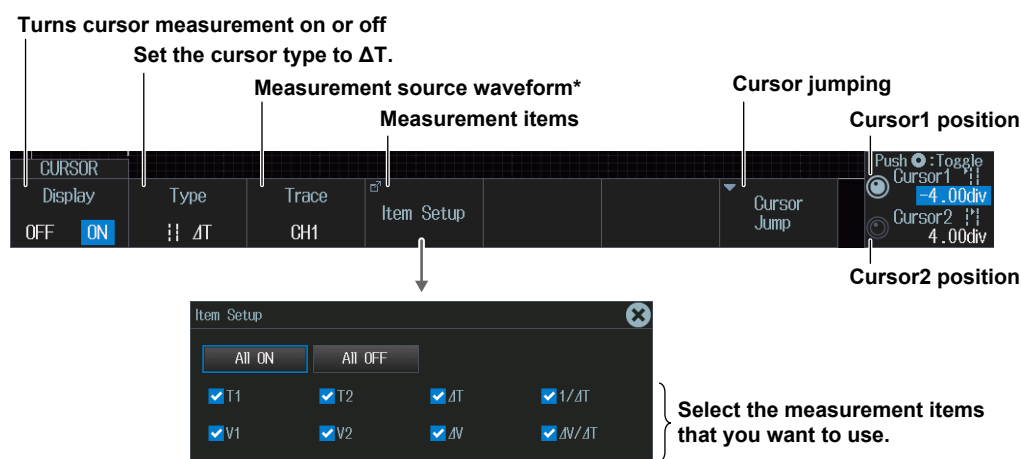 Turns cursor measurement on or off
Set the cursor type to ΔT.
Measurement source waveform*
Measurement items
Cursor jumping
Cursor1 position
CURSOR
Display
OFF ON
Type
ΔT
Trace
CH1
Item Setup
Cursor
Jump
Push :Toggle
Cursor1
-4.00div
Cursor2
4.00div
Cursor2 position
Item Setup
All ON All OFF
T1 T2 ΔT 1/ΔT
V1 V2 ΔV ΔV/ΔT
Select the measurement items
that you want to use.